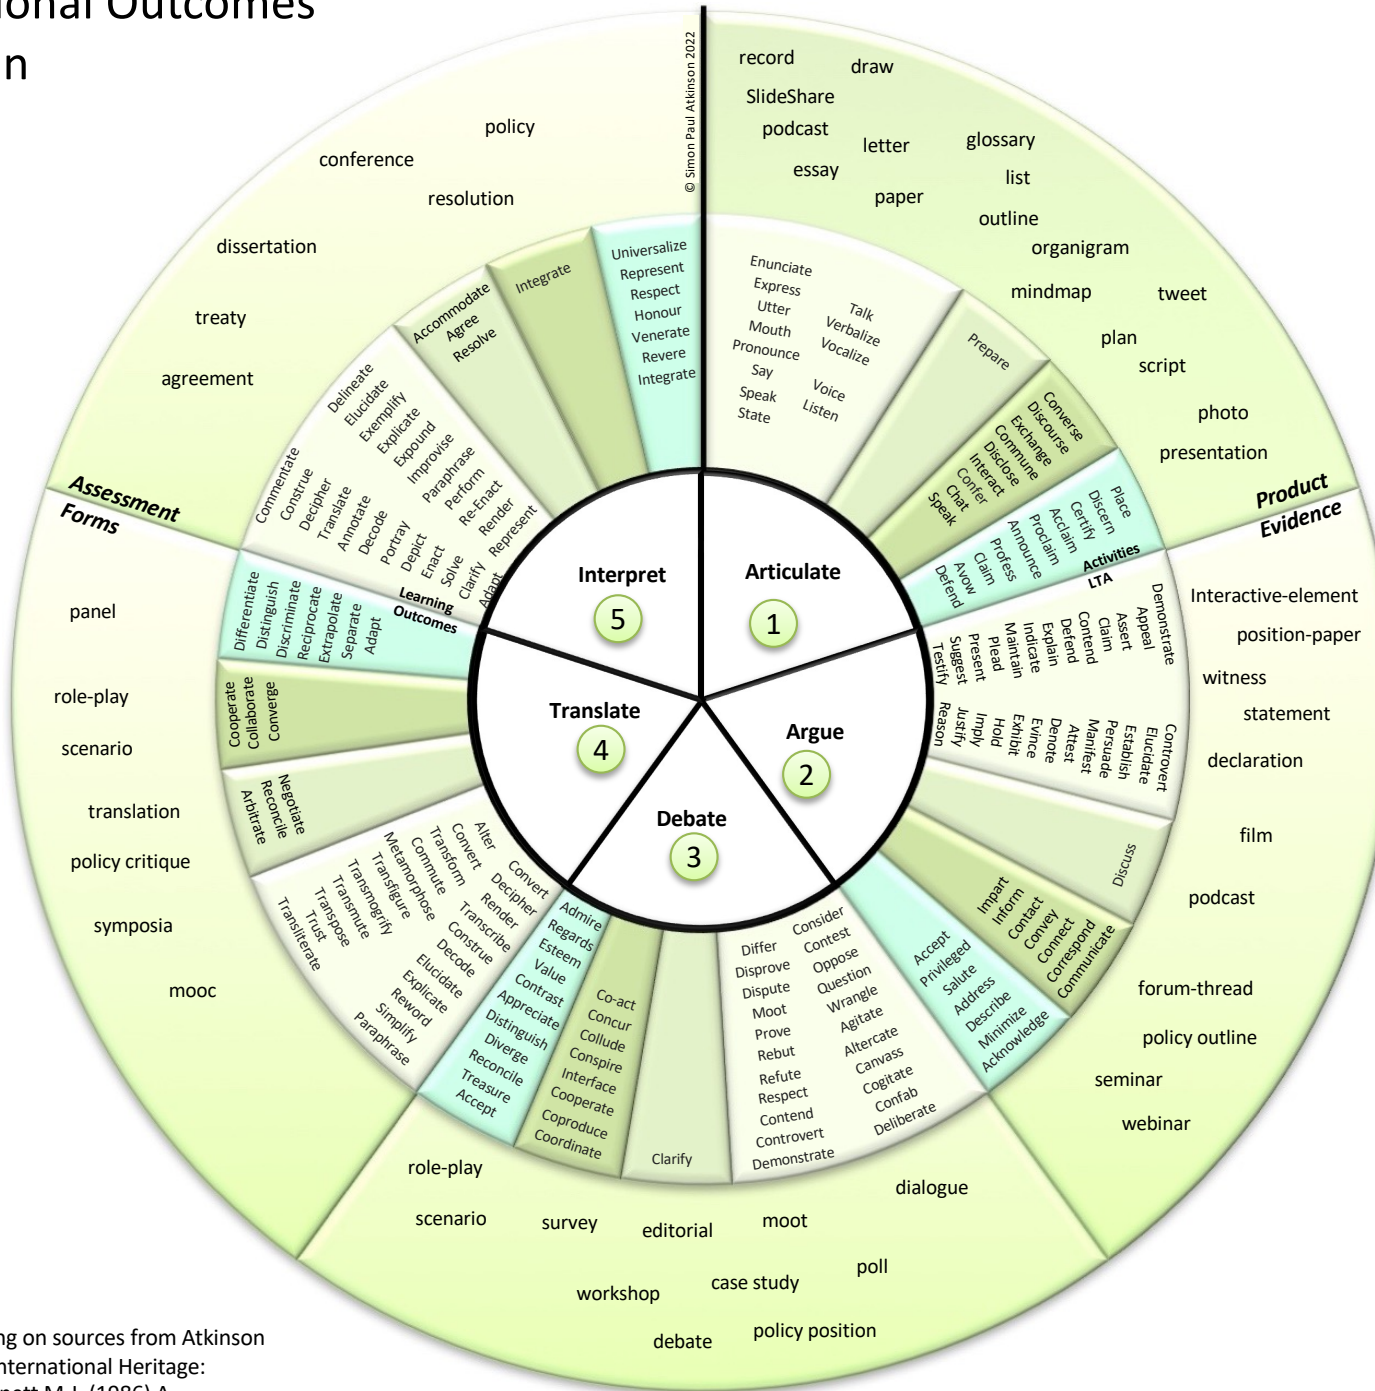 ional Outcomes
n
© Simon Paul Atkinson 2022
Interpret
5
Articulate
1
Argue
2
Debate
3
Translate
4
Assessment
Forms
Product
Evidence
Activities
LTA
Learning
Outcomes
record
draw
SlideShare
podcast
letter
glossary
essay
list
paper
outline
organigram
mindmap
tweet
plan
script
photo
presentation
Enunciate
Express
Utter
Mouth
Pronounce
Say
Speak
State
Talk
Verbalize
Vocalize
Voice
Listen
Prepare
Converse
Discourse
Exchange
Commune
Disclose
Interact
Confer
Chat
Speak
Place
Discern
Certify
Acclaim
Proclaim
Announce
Profess
Claim
Avow
Defend
Interactive-element
position-paper
witness
statement
declaration
film
podcast
forum-thread
policy outline
seminar
webinar
Demonstrate
Appeal
Assert
Claim
Contend
Defend
Explain
Indicate
Maintain
Plead
Present
Suggest
Testify
Controvert
Elucidate
Establish
Persuade
Manifest
Attest
Denote
Evince
Exhibit
Hold
Imply
Justify
Reason
Discuss
Impart
Inform
Contact
Convey
Connect
Correspond
Communicate
Accept
Privileged
Salute
Address
Describe
Minimize
Acknowledge
Differ
Disprove
Dispute
Moot
Prove
Rebut
Refute
Respect
Contend
Controvert
Demonstrate
Consider
Contest
Oppose
Question
Wrangle
Agitate
Altercate
Canvass
Cogitate
Confab
Deliberate
Clarify
Co-act
Concur
Collude
Conspire
Interface
Cooperate
Coproduce
Coordinate
Admire
Regards
Esteem
Value
Contrast
Appreciate
Distinguish
Diverge
Reconcile
Treasure
Accept
role-play
scenario
survey
editorial
moot
dialogue
workshop
case study
poll
debate
policy position
Alter
Convert
Transform
Commute
Metamorphose
Transfigure
Transmogrify
Transmute
Transpose
Trust
Transliterate
Convert
Decipher
Render
Transcribe
Construe
Decode
Elucidate
Explicate
Reword
Simplify
Paraphrase
Negotiate
Reconcile
Arbitrate
Cooperate
Collaborate
Converge
Differentiate
Distinguish
Discriminate
Reciprocate
Extrapolate
Separate
Adapt
panel
role-play
scenario
translation
policy critique
symposia
mooc
Commentate
Construe
Decipher
Translate
Annotate
Decode
Portray
Depict
Enact
Solve
Clarify
Adapt
Delineate
Elucidate
Exemplify
Explicate
Expound
Improvise
Paraphrase
Perform
Re-Enact
Render
Represent
Accommodate
Agree
Resolve
Integrate
Universalize
Represent
Respect
Honour
Venerate
Revere
Integrate
policy
conference
resolution
dissertation
treaty
agreement
ng on sources from Atkinson
nternational Heritage: